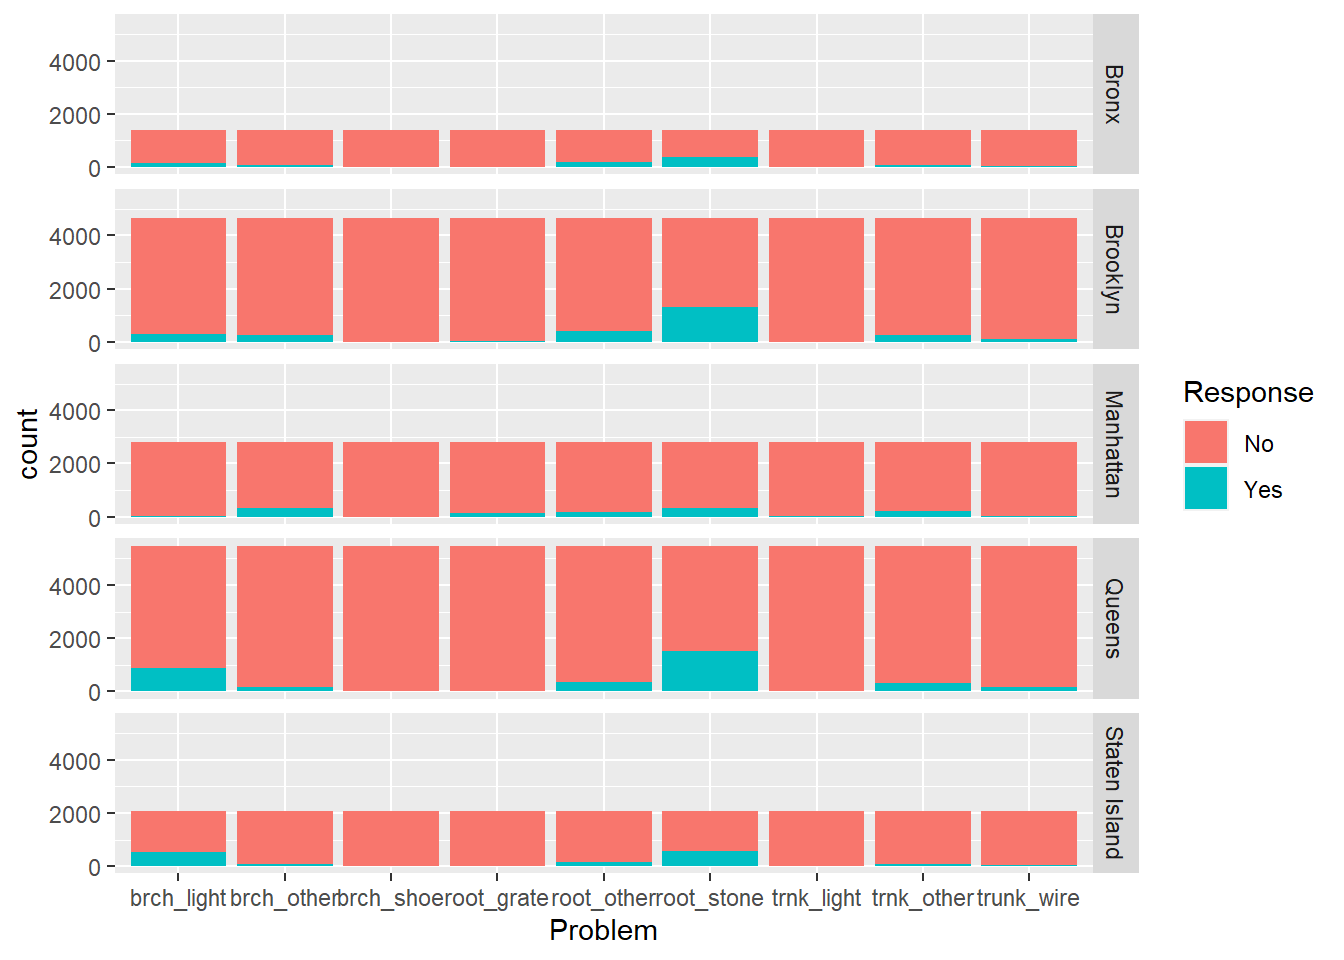 4000
2000
0
Bronx
4000
2000
0
Brooklyn
4000
2000
0
Manhattan
4000
2000
0
Queens
4000
2000
0
Staten Island
brch_light brch_other brch_shoe root_grate root_other root_stone trnk_light trnk_other trunk_wire
Problem
count
Response
No
Yes